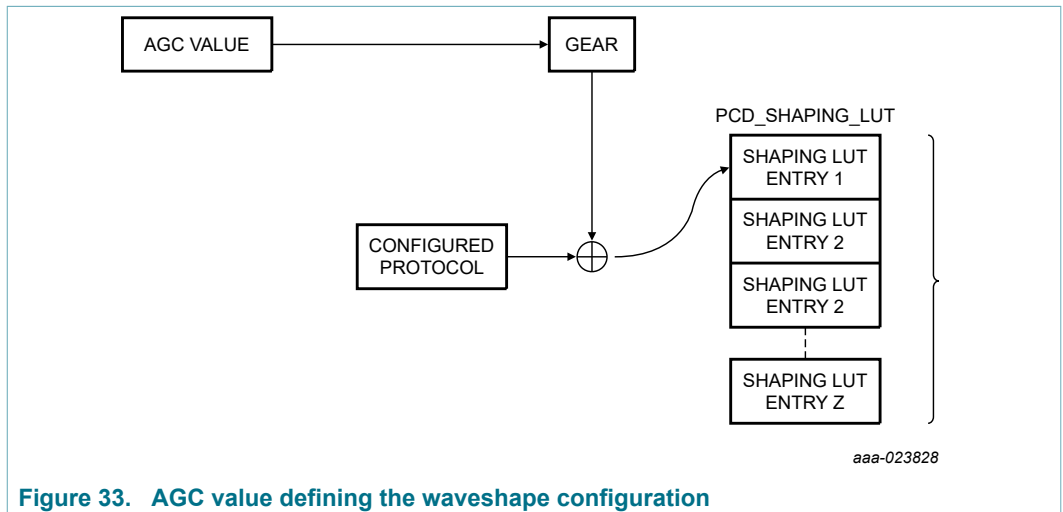 AGC VALUE
GEAR
PCD_SHAPING_LUT
SHAPING LUT
ENTRY 1
SHAPING LUT
ENTRY 2
CONFIGURED
PROTOCOL
SHAPING LUT
ENTRY 2
SHAPING LUT
ENTRY Z
aaa-023828
Figure 33. AGC value defining the waveshape configuration